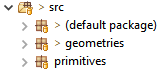 > src
> (default package)
> geometries
primitives